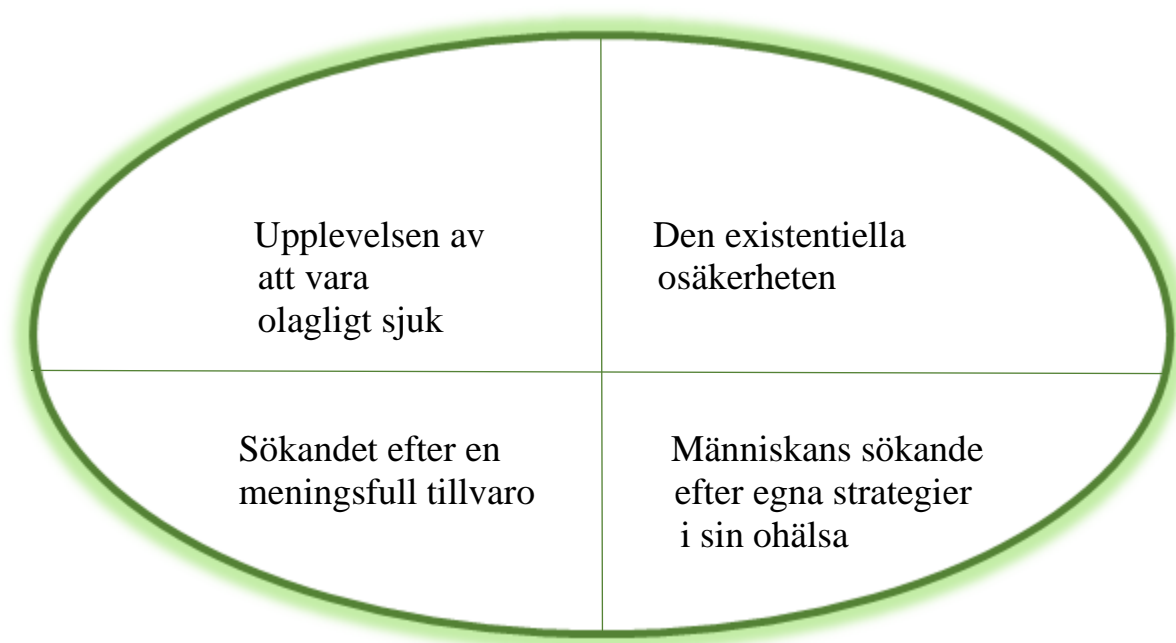 Upplevelsen av
att vara
olagligt sjuk
Den existentiella
osäkerheten
Sökandet efter en
meningsfull tillvaro
Människans sökande
efter egna strategier
i sin ohälsa